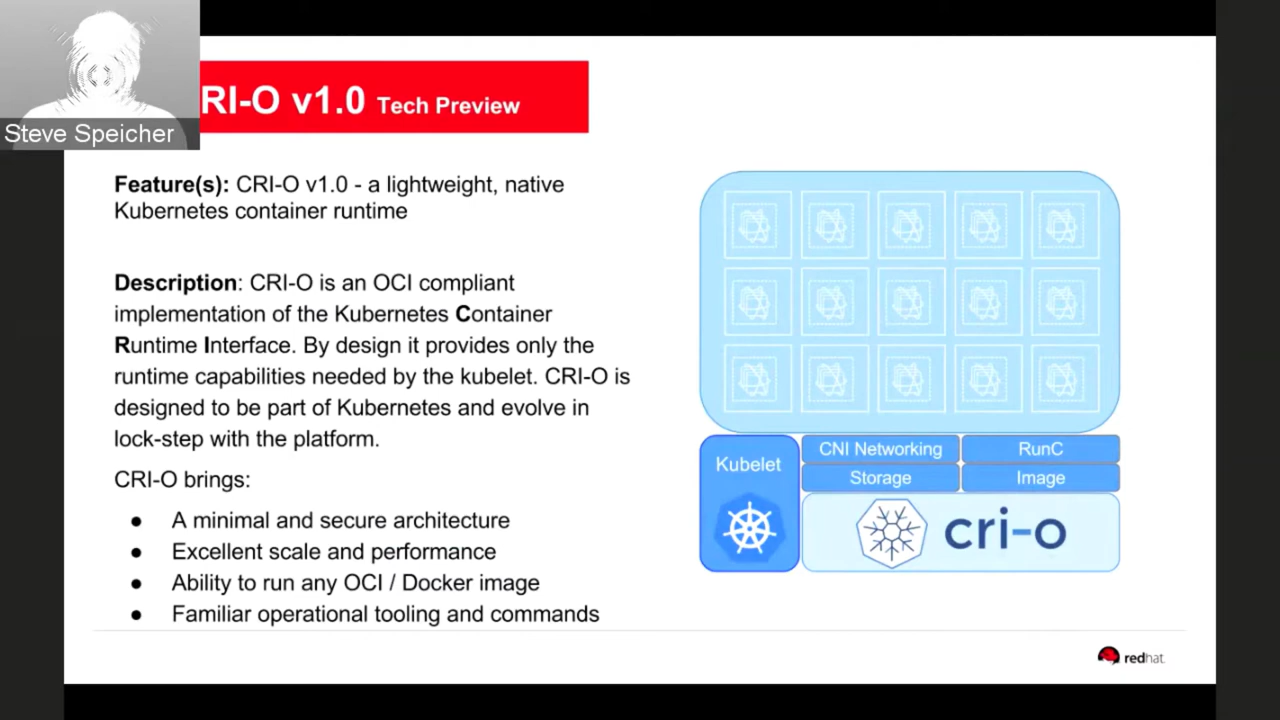 RI-O v1.0 Tech Preview
Steve Speicher
Feature(s): CRI-O v1.0 - a lightweight, native
Kubernetes container runtime
Description: CRI-O is an OCI compliant
implementation of the Kubernetes Container
Runtime Interface. By design it provides only the
runtime capabilities needed by the kubelet. CRI-O is
designed to be part of Kubernetes and evolve in
lock-step with the platform.
CRI-O brings:
● A minimal and secure architecture
● Excellent scale and performance
● Ability to run any OCI / Docker image
● Familiar operational tooling and commands
Kubelet
CNI Networking
RunC
Storage
Image
cri-o
redhat.